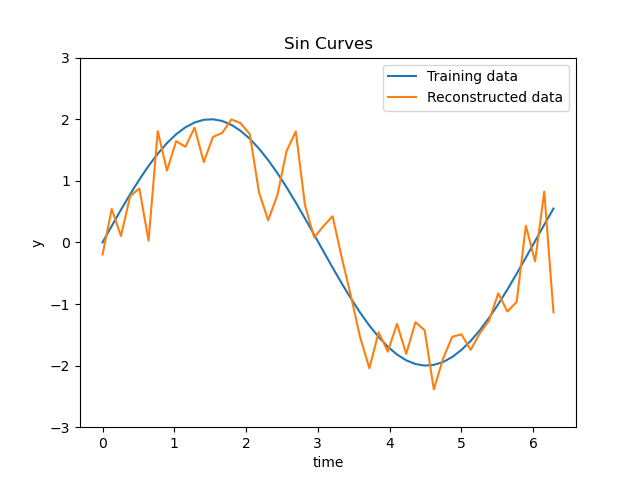 Sin Curves
Training data
Reconstructed data
3
2
1
0
−1
−2
−3
y
0 1 2 3 4 5 6
time